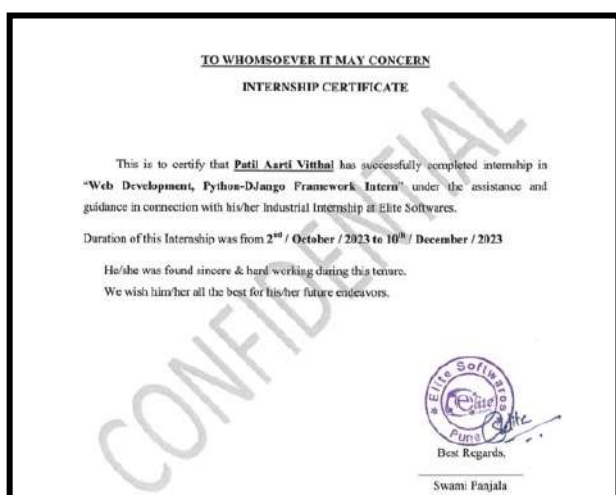 TO WHOMSOEVER IT MAY CONCERN
INTERNSHIP CERTIFICATE
This is to certify that Patil Aarti Vitthal has successfully completed internship in
"Web Development, Python-DJango Framework Intern" under the assistance and
guidance in connection with his/her Industrial Internship at Elite Softwares.
Duration of this Internship was from 2nd / October / 2023 to 10th / December / 2023
He/she was found sincere & hard working during this tenure.
We wish him/her all the best for his/her future endeavors.
CONFIDENTIAL
Elite Softwares
Elite
Pune
Best Regards,
Swami Panjala